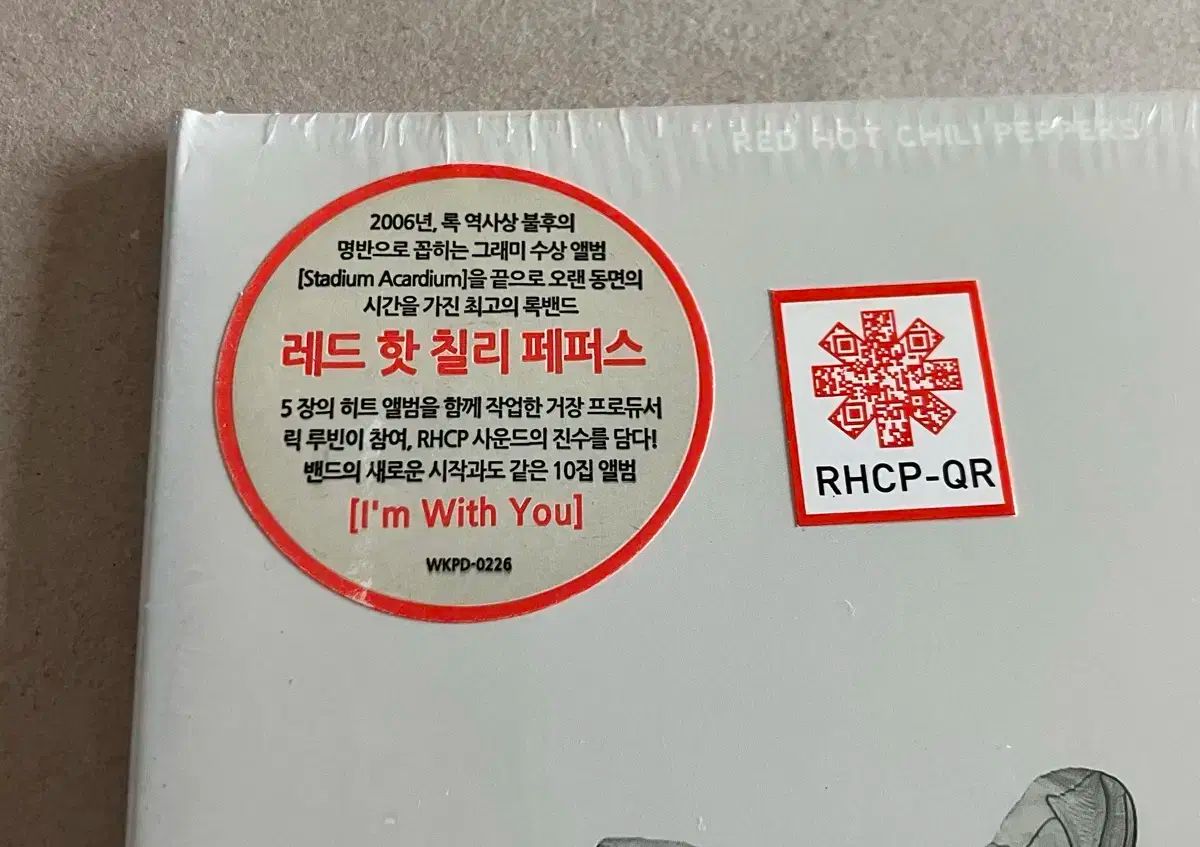 RED HOT CHILI PEPPERS
2006년, 록 역사상 불후의
명반으로 꼽히는 그래미 수상 앨범
[Stadium Acardium]을 끝으로 오랜 동면의
시간을 가진 최고의 록밴드
레드 핫 칠리 페퍼스
5 장의 히트 앨범을 함께 작업한 거장 프로듀서
릭 루빈이 참여, RHCP 사운드의 진수를 담다!
밴드의 새로운 시작과도 같은 10집 앨범
[I'm With You]
WKPD-0226
RHCP-QR